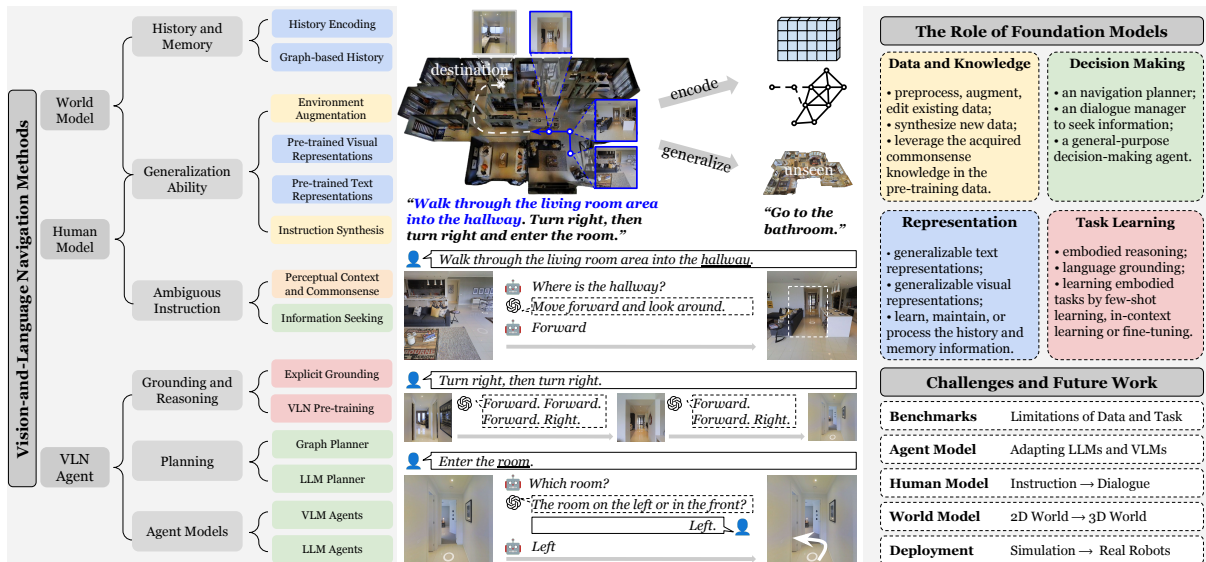 Vision-and-Language Navigation Methods
World
Model
Human
Model
VLN
Agent
History and
Memory
Generalization
Ability
Ambiguous
Instruction
Grounding and
Reasoning
Planning
Agent Models
History Encoding
Graph-based History
Environment
Augmentation
Pre-trained Visual
Representations
Pre-trained Text
Representations
Instruction Synthesis
Perceptual Context
and Commonsense
Information Seeking
Explicit Grounding
VLN Pre-training
Graph Planner
LLM Planner
VLM Agents
LLM Agents
destination
encode
generalize
unseen
"Walk through the living room area
into the hallway. Turn right, then
turn right and enter the room."
"Go to the
bathroom."
Walk through the living room area into the hallway.
Where is the hallway?
Move forward and look around.
Forward
Turn right, then turn right.
Forward. Forward.
Forward. Right.
Forward.
Forward. Right.
Enter the room.
Which room?
The room on the left or in the front?
Left.
Left
The Role of Foundation Models
Data and Knowledge
• preprocess, augment,
edit existing data;
• synthesize new data;
• leverage the acquired
commonsense
knowledge in the
pre-training data.
Decision Making
• an navigation planner;
• an dialogue manager
to seek information;
• a general-purpose
decision-making agent.
Representation
• generalizable text
representations;
• generalizable visual
representations;
• learn, maintain, or
process the history and
memory information.
Task Learning
• embodied reasoning;
• language grounding;
• learning embodied
tasks by few-shot
learning, in-context
learning or fine-tuning.
Challenges and Future Work
Benchmarks Limitations of Data and Task
Agent Model Adapting LLMs and VLMs
Human Model Instruction → Dialogue
World Model 2D World → 3D World
Deployment Simulation → Real Robots